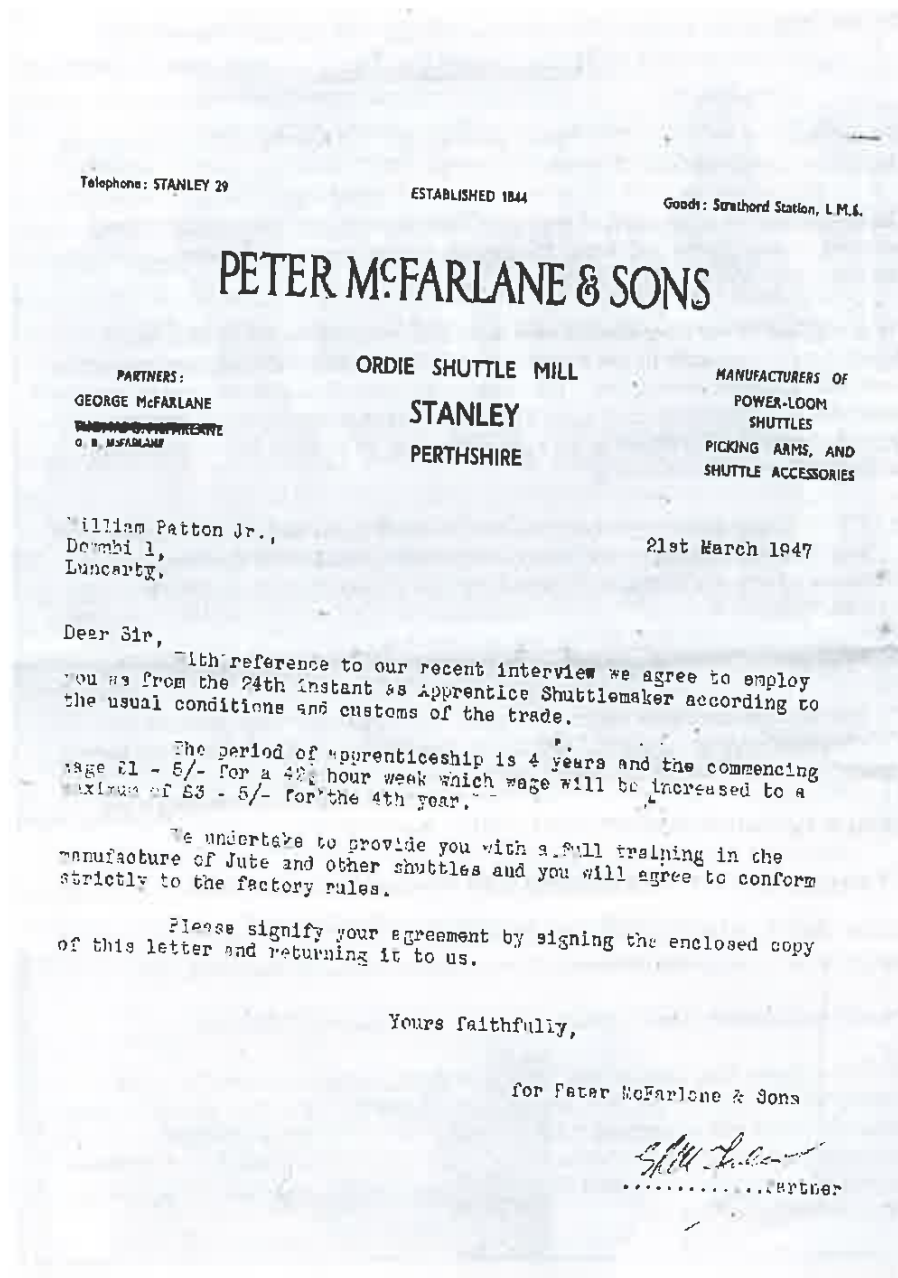 Telephone: STANLEY 29
ESTABLISHED 1844
Goods: Strathord Station, L.M.S.
PETER McFARLANE & SONS
PARTNERS:
GEORGE McFARLANE
G. B. McFARLANE
ORDIE SHUTTLE MILL
STANLEY
PERTHSHIRE
MANUFACTURERS OF
POWER-LOOM
SHUTTLES
PICKING ARMS, AND
SHUTTLE ACCESSORIES
William Patton Jr.,
Luncarty.
21st March 1947
Dear Sir,
With reference to our recent interview we agree to employ
you as from the 24th instant as Apprentice Shuttlemaker according to
the usual conditions and customs of the trade.
The period of apprenticeship is 4 years and the commencing
wage £1 - 5/- for a hour week which wage will be increased to a
maximum of £3 - 5/- for the 4th year.
We undertake to provide you with a full training in the
manufacture of Jute and other shuttles and you will agree to conform
strictly to the factory rules.
Please signify your agreement by signing the enclosed copy
of this letter and returning it to us.
Yours faithfully,
for Peter McFarlane & Sons
..............Partner